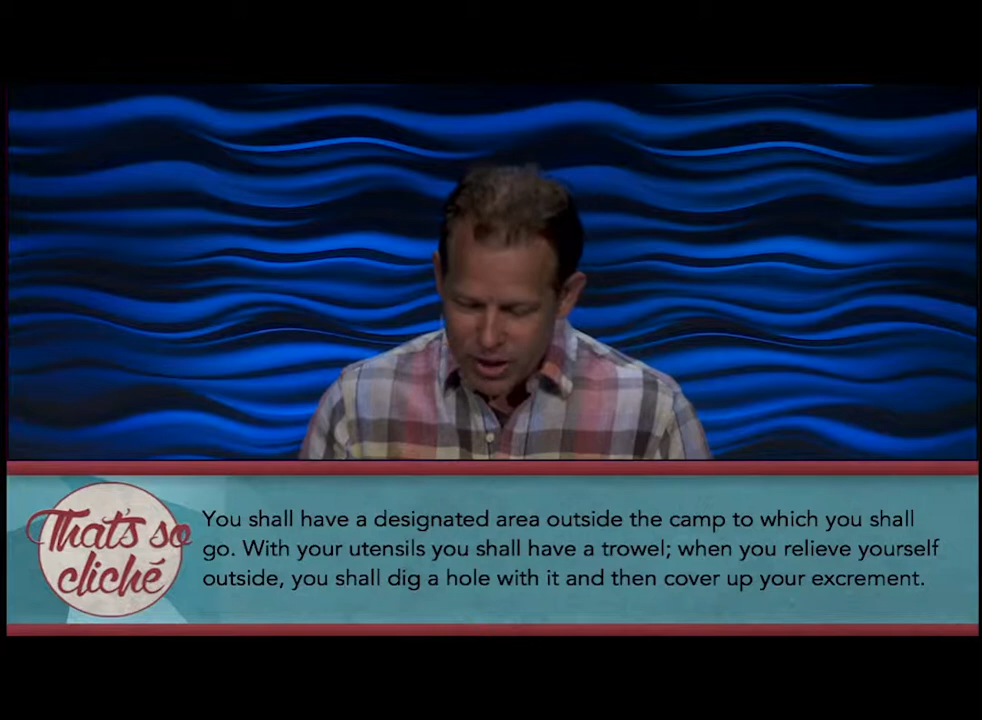 That's so
cliché
You shall have a designated area outside the camp to which you shall
go. With your utensils you shall have a trowel; when you relieve yourself
outside, you shall dig a hole with it and then cover up your excrement.